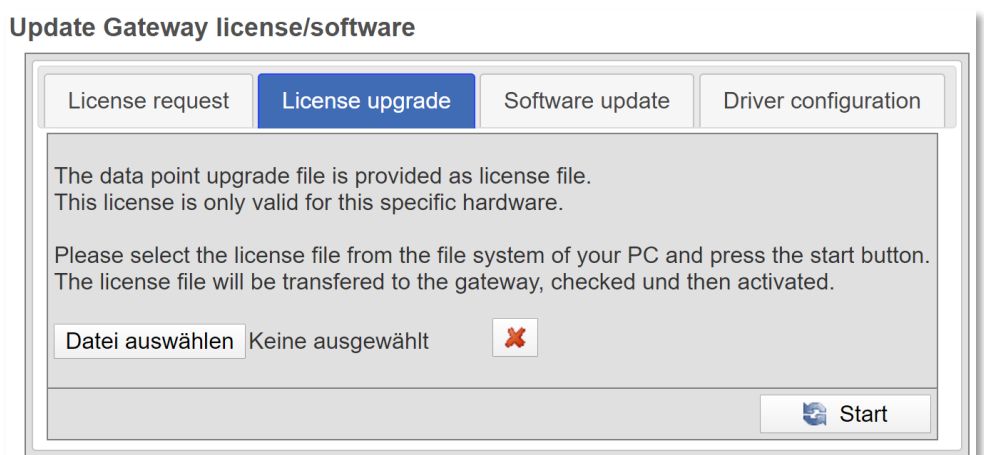 Update Gateway license/software
License request
License upgrade
Software update
Driver configuration
The data point upgrade file is provided as license file.
This license is only valid for this specific hardware.
Please select the license file from the file system of your PC and press the start button.
The license file will be transfered to the gateway, checked und then activated.
Datei auswählen Keine ausgewählt
Start